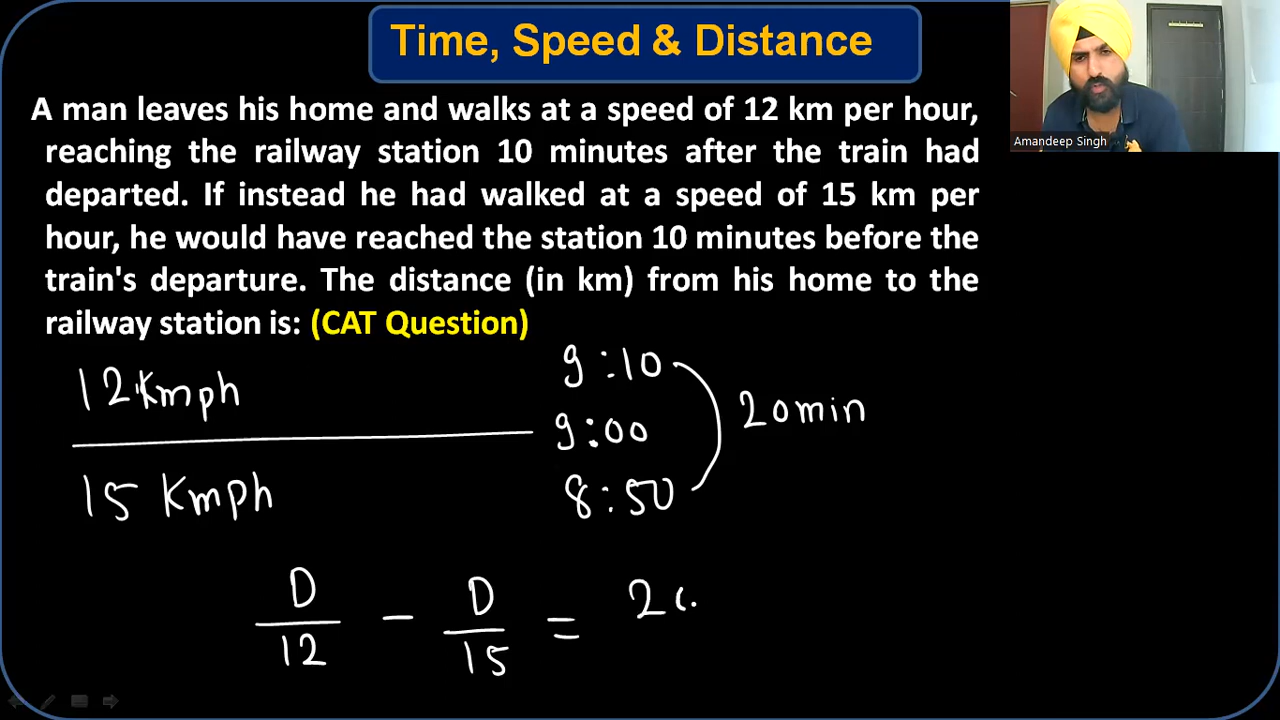 Time, Speed & Distance
Amandeep Singh
A man leaves his home and walks at a speed of 12 km per hour,
reaching the railway station 10 minutes after the train had
departed. If instead he had walked at a speed of 15 km per
hour, he would have reached the station 10 minutes before the
train's departure. The distance (in km) from his home to the
railway station is: (CAT Question)
12 Kmph
9:10
9:00
20 min
15 Kmph
8:50
D
D
2
—
=
12
15